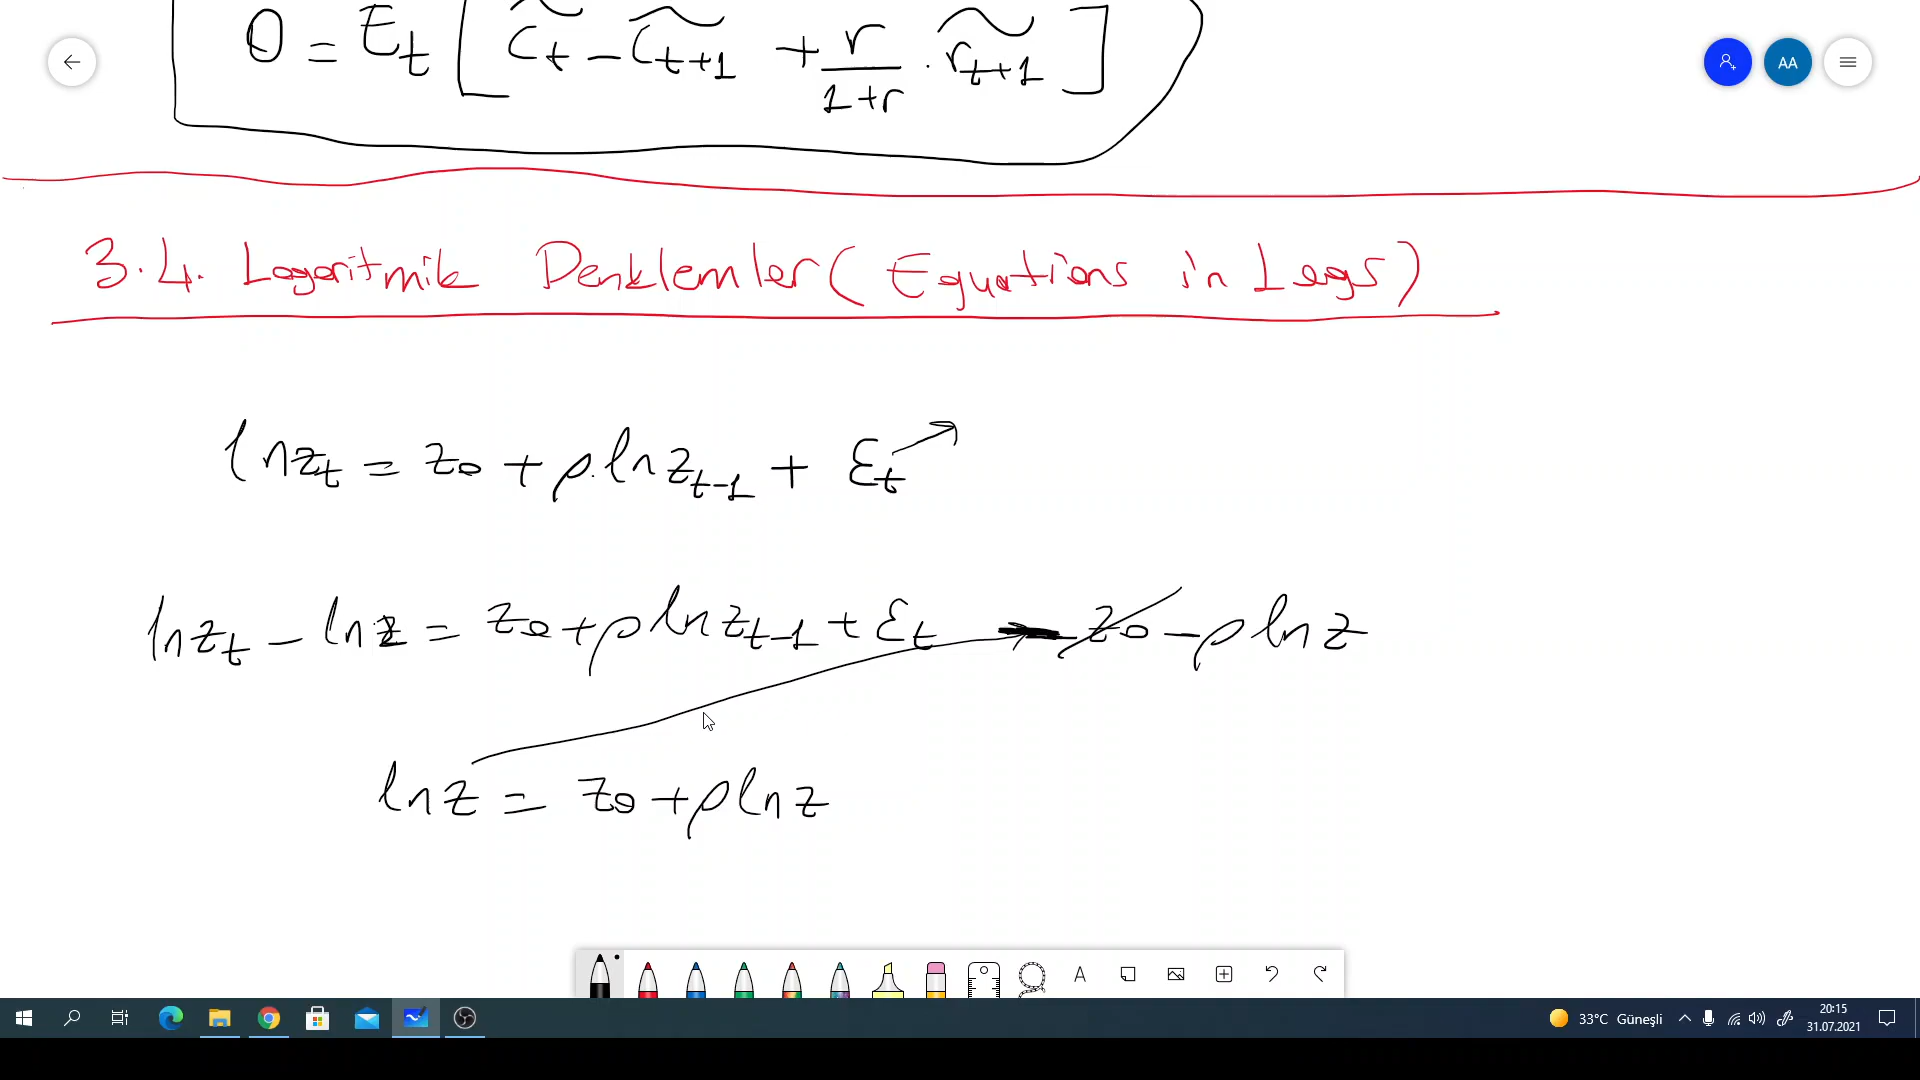 0 = E_t [ c̃_t - c̃_{t+1} + r/(1+r) · r̃_{t+1} ]
AA
3.4. Logaritmik Denklemler (Equations in Logs)
ln z_t = z_0 + ρ.ln z_{t-1} + ε_t
ln z_t - ln z = z_0 + ρ ln z_{t-1} + ε_t - z_0 - ρ ln z
ln z = z_0 + ρ ln z
A
33°C Güneşli
20:15
31.07.2021